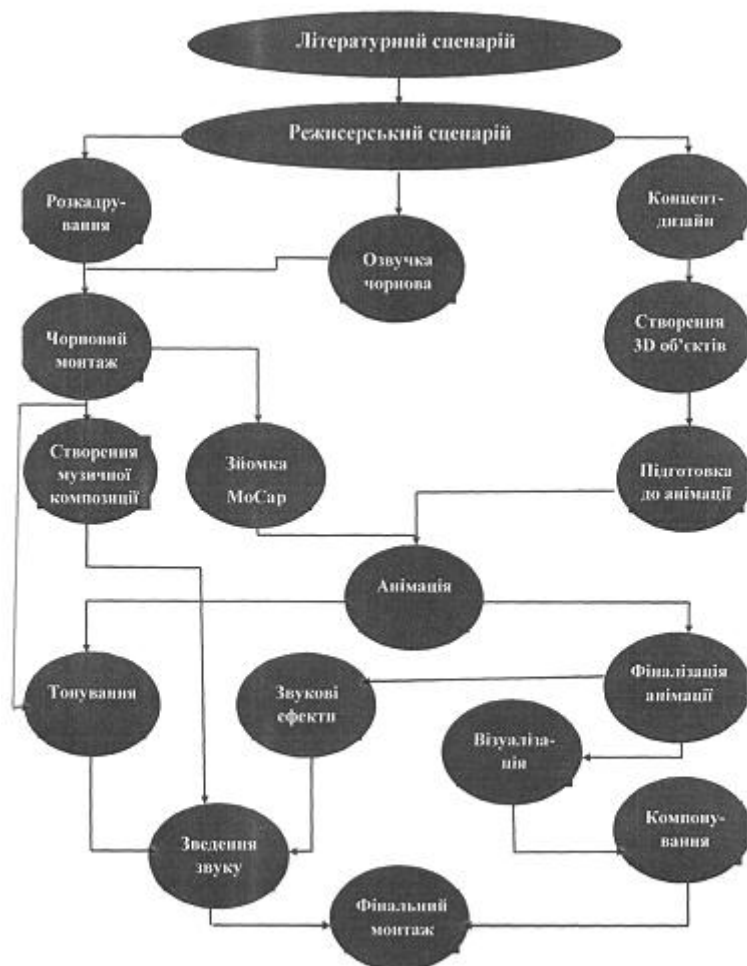 Літературний сценарій
Режисерський сценарій
Розкадру-
вання
Концепт-
дизайн
Озвучка
чорнова
Чорновий
монтаж
Створення
3D об'єктів
Створення
музичної
композиції
Зйомка
MoCap
Підготовка
до анімації
Анімація
Тонування
Звукові
ефекти
Фіналізація
анімації
Візуаліза-
ція
Компону-
вання
Зведення
звуку
Фінальний
монтаж